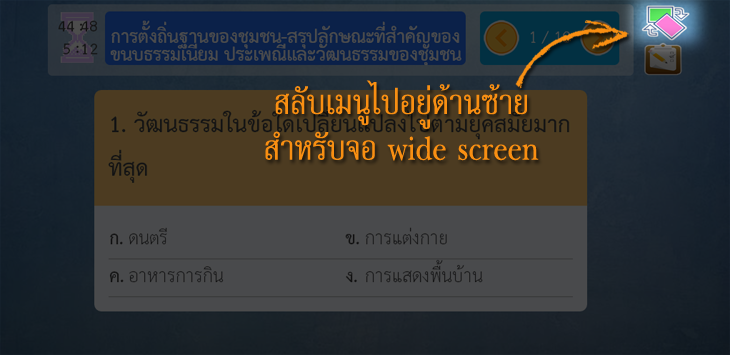 44 48
5 12
การตั้งถิ่นฐานของชุมชน-สรุปลักษณะที่สำคัญของ
ขนบธรรมเนียม ประเพณีและวัฒนธรรมของชุมชน
1 / 10
สลับเมนูไปอยู่ด้านซ้าย
สำหรับจอ wide screen
1. วัฒนธรรมในข้อใดเปลี่ยนแปลงไปตามยุคสมัยมาก
ที่สุด
ก. ดนตรี
ข. การแต่งกาย
ค. อาหารการกิน
ง. การแสดงพื้นบ้าน